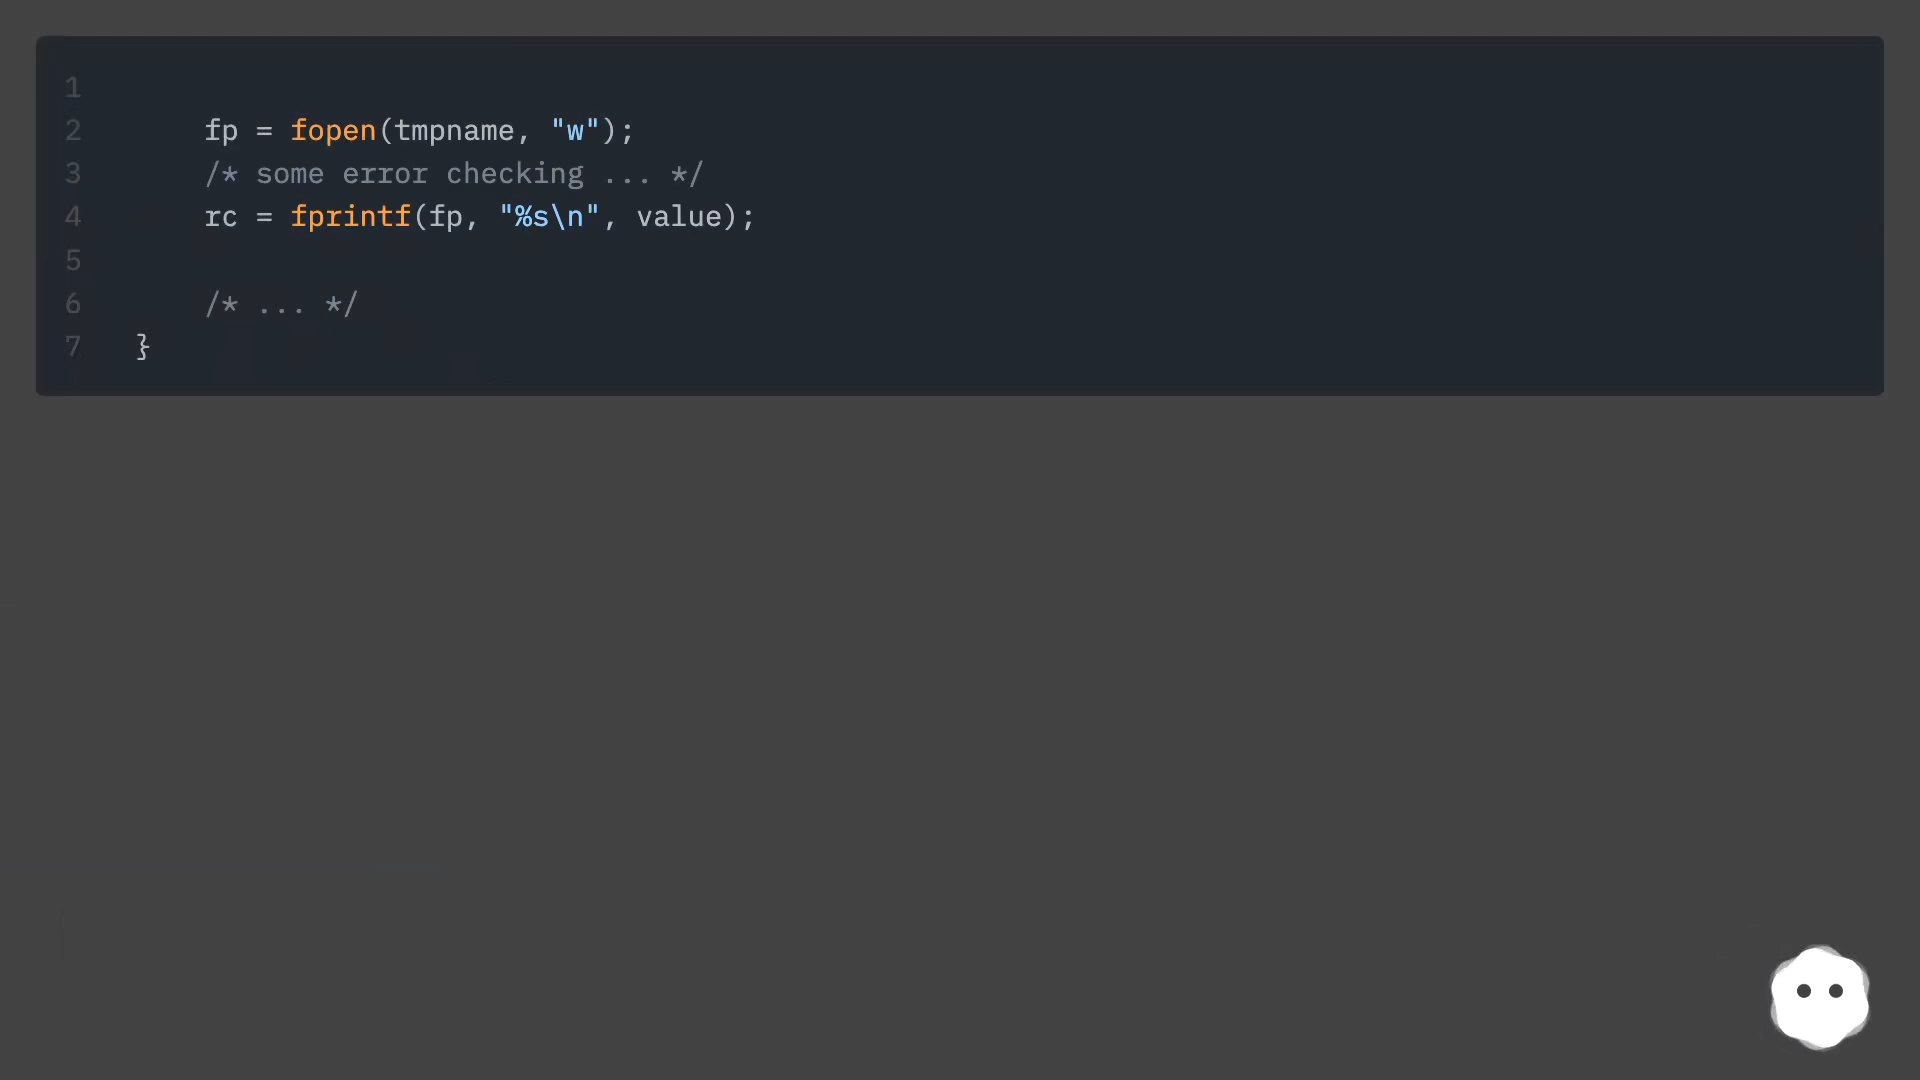 1
2 fp = fopen(tmpname, "w");
3 /* some error checking ... */
4 rc = fprintf(fp, "%s\n", value);
5
6 /* ... */
7 }